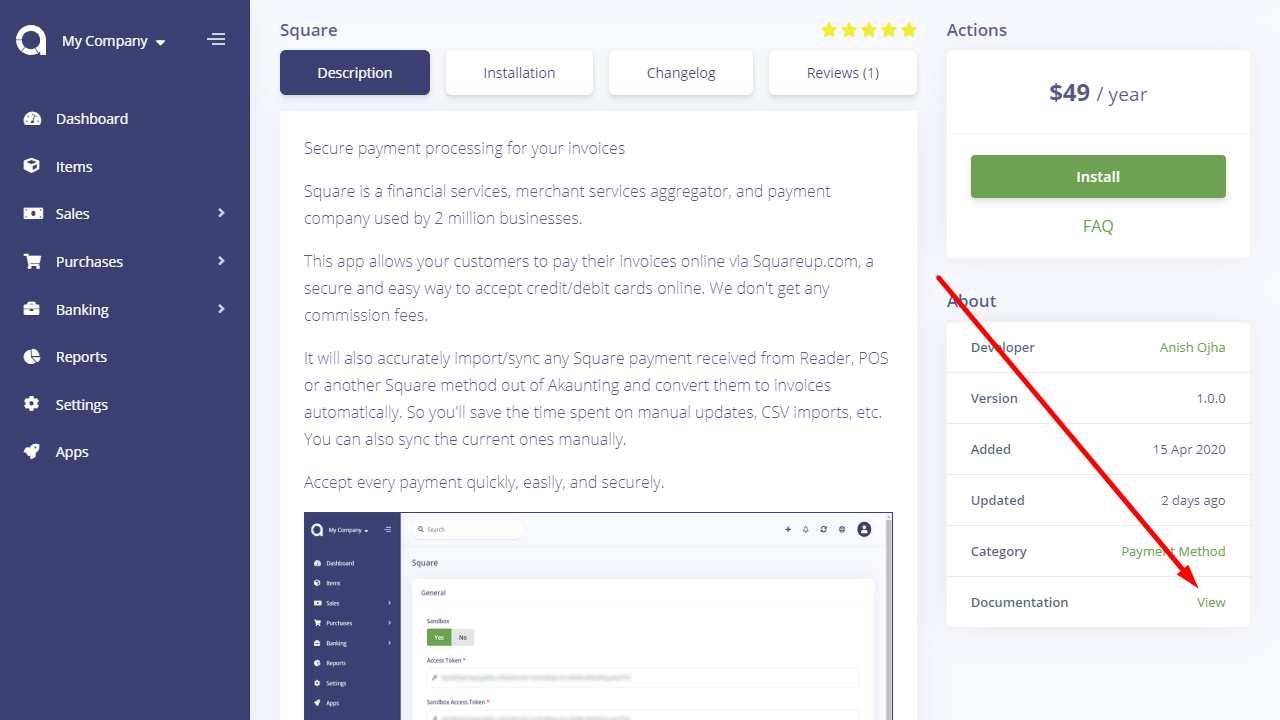 My Company
Dashboard
Items
Sales
Purchases
Banking
Reports
Settings
Apps
Square
Description
Installation
Changelog
Reviews (1)
Secure payment processing for your invoices
Square is a financial services, merchant services aggregator, and payment
company used by 2 million businesses.
This app allows your customers to pay their invoices online via Squareup.com, a
secure and easy way to accept credit/debit cards online. We don't get any
commission fees.
It will also accurately import/sync any Square payment received from Reader, POS
or another Square method out of Akaunting and convert them to invoices
automatically. So you'll save the time spent on manual updates, CSV imports, etc.
You can also sync the current ones manually.
Accept every payment quickly, easily, and securely.
My Company
Search
Dashboard
Items
Sales
Purchases
Banking
Reports
Settings
Apps
Square
General
Sandbox
Yes No
Access Token *
Sandbox Access Token *
Actions
$49 / year
Install
FAQ
About
Developer Anish Ojha
Version 1.0.0
Added 15 Apr 2020
Updated 2 days ago
Category Payment Method
Documentation View